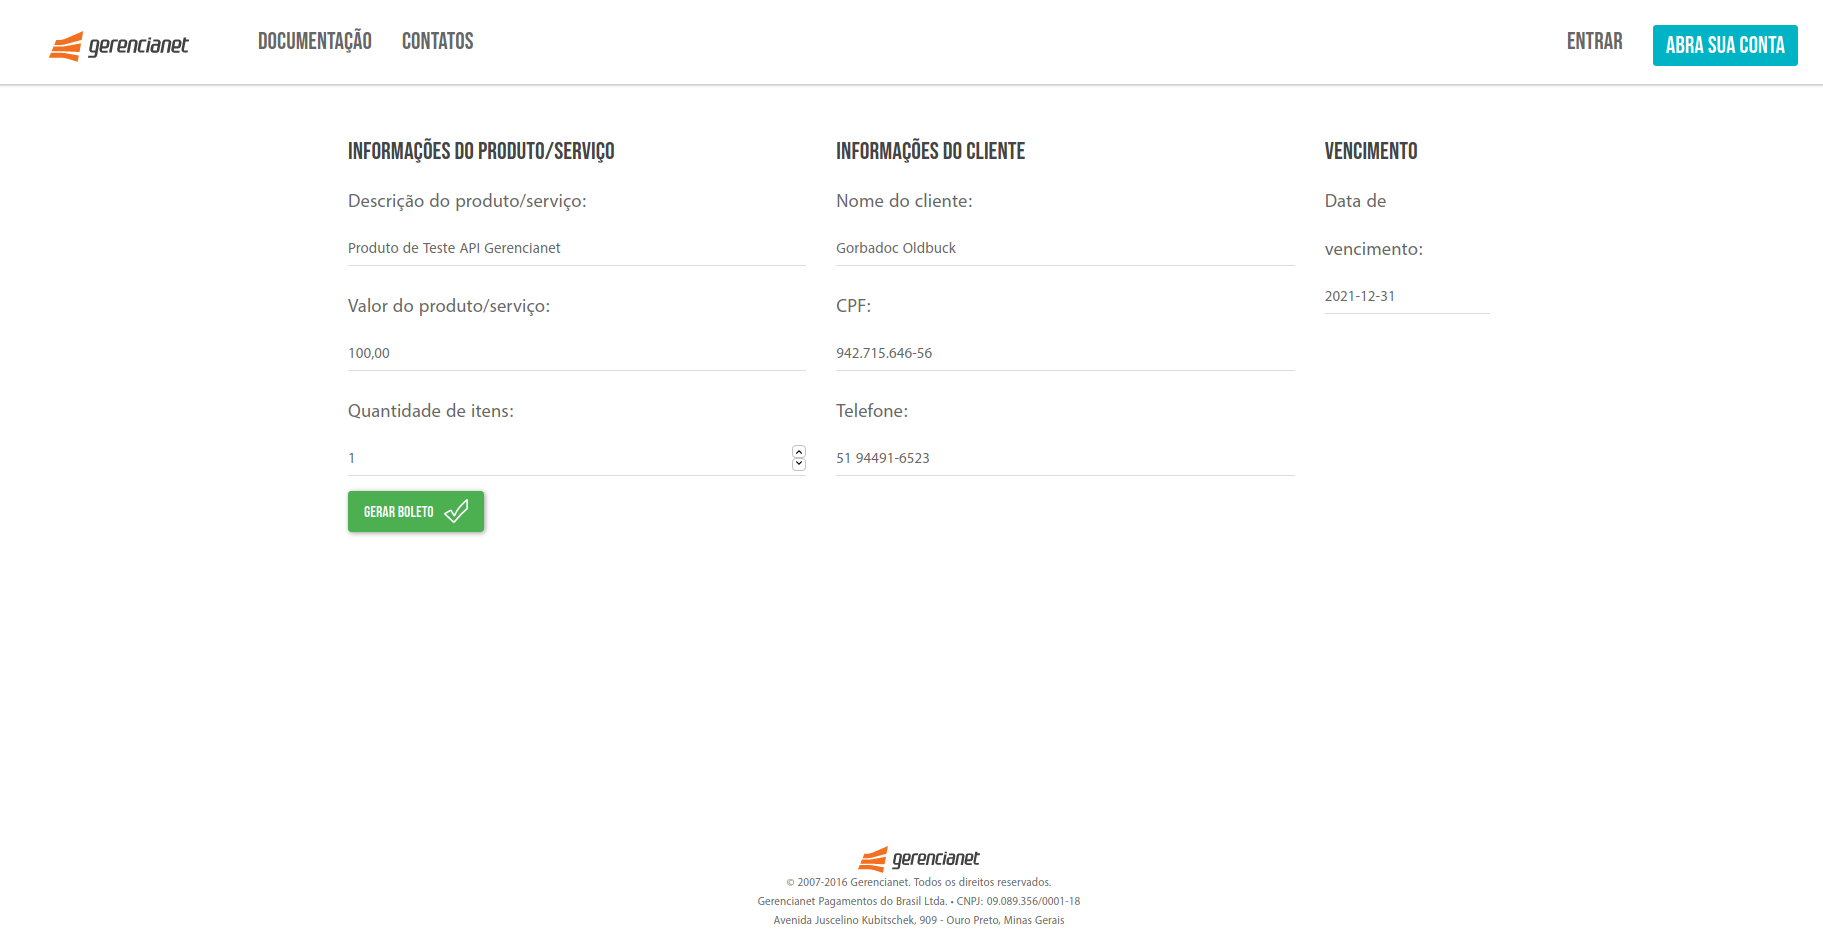 gerencianet
DOCUMENTAÇÃO
CONTATOS
ENTRAR
ABRA SUA CONTA
INFORMAÇÕES DO PRODUTO/SERVIÇO
Descrição do produto/serviço:
Produto de Teste API Gerencianet
Valor do produto/serviço:
100,00
Quantidade de itens:
1
GERAR BOLETO
INFORMAÇÕES DO CLIENTE
Nome do cliente:
Gorbadoc Oldbuck
CPF:
942.715.646-56
Telefone:
51 94491-6523
VENCIMENTO
Data de
vencimento:
2021-12-31
gerencianet
© 2007-2016 Gerencianet. Todos os direitos reservados.
Gerencianet Pagamentos do Brasil Ltda. • CNPJ: 09.089.356/0001-18
Avenida Juscelino Kubitschek, 909 - Ouro Preto, Minas Gerais